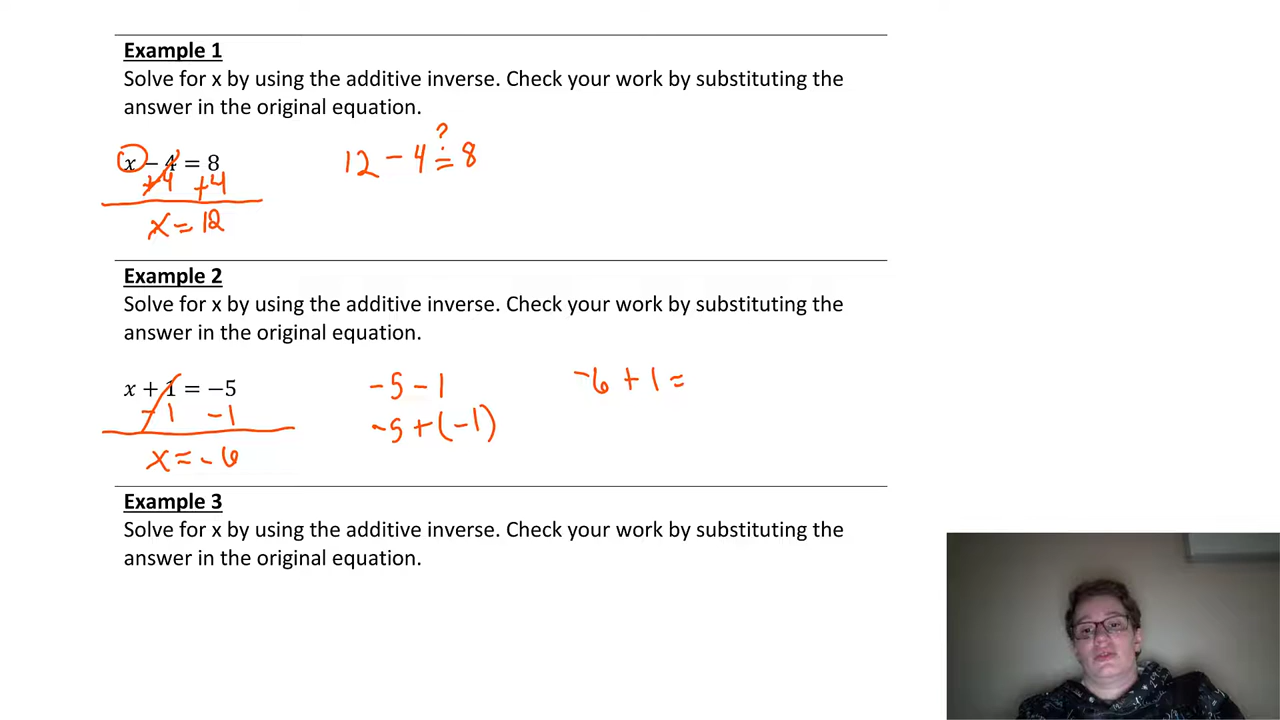 Example 1
Solve for x by using the additive inverse. Check your work by substituting the
answer in the original equation.
x − 4 = 8
+4 +4
x = 12
?
12 − 4 = 8
Example 2
Solve for x by using the additive inverse. Check your work by substituting the
answer in the original equation.
x + 1 = −5
−1 −1
x = −6
−5 − 1
−5 + (−1)
−6 + 1 =
Example 3
Solve for x by using the additive inverse. Check your work by substituting the
answer in the original equation.